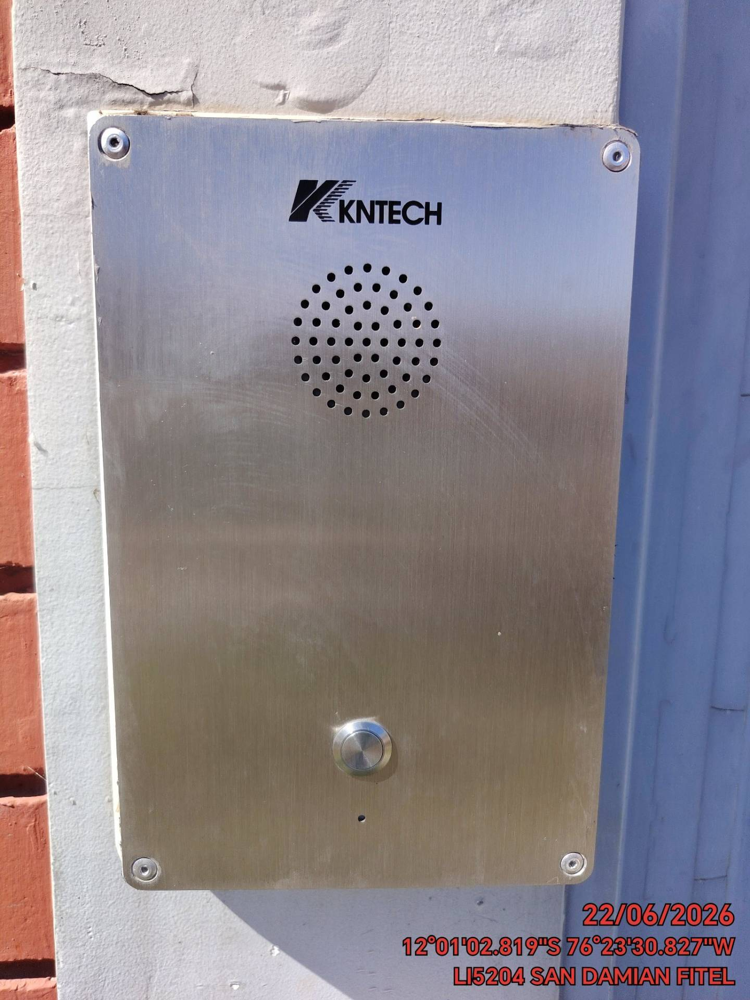 KNTECH
22/06/2026
12°01'02.819"S 76°23'30.827"W
LI5204 SAN DAMIAN FITEL